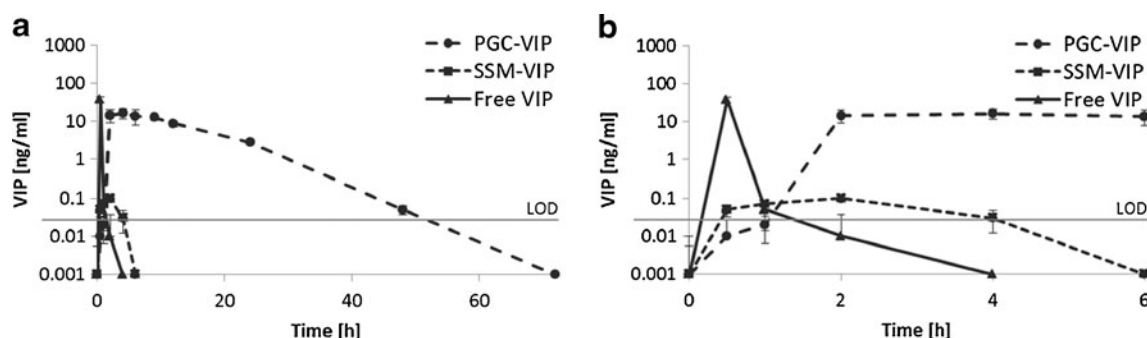 a
1000
100
10
1
0.1
0.01
0.001
VIP [ng/ml]
PGC-VIP
SSM-VIP
Free VIP
LOD
0 20 40 60
Time [h]
b
1000
100
10
1
0.1
0.01
0.001
VIP [ng/ml]
PGC-VIP
SSM-VIP
Free VIP
LOD
0 2 4 6
Time [h]